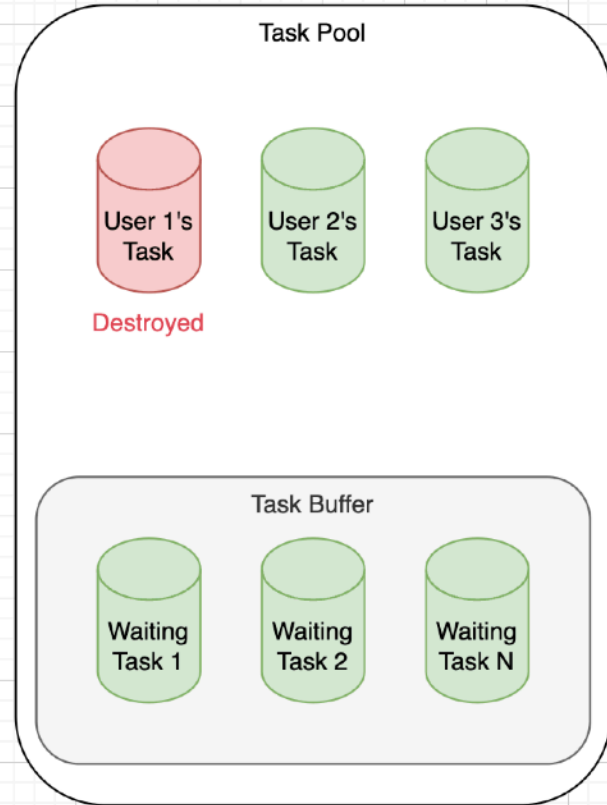 Task Pool
User 1's
Task
User 2's
Task
User 3's
Task
Destroyed
Task Buffer
Waiting
Task 1
Waiting
Task 2
Waiting
Task N